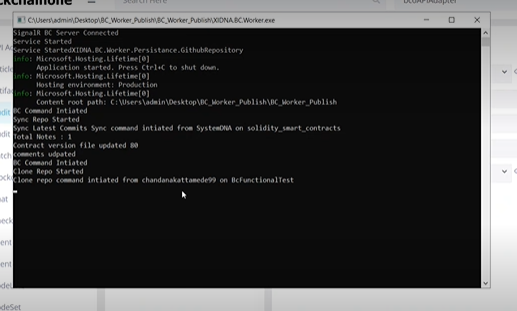 ckchainone
Search Here
C:\Users\admin\Desktop\BC_Worker_Publish\BC_Worker_Publish\XIDNA.BC.Worker.exe
SignalR BC Server Connected
Service Started
Service StartedXIDNA.BC.Worker.Persistance.GithubRepository
info: Microsoft.Hosting.Lifetime[0]
Application started. Press Ctrl+C to shut down.
info: Microsoft.Hosting.Lifetime[0]
Hosting environment: Production
info: Microsoft.Hosting.Lifetime[0]
Content root path: C:\Users\admin\Desktop\BC_Worker_Publish\BC_Worker_Publish
BC Command Intiated
Sync Repo Started
Sync Latest Commits Sync command intiated from SystemDNA on solidity_smart_contracts
Total Notes : 1
Contract version file updated 80
comments udpated
BC Command Intiated
Clone Repo Started
Clone repo command intiated from chandanakattamede99 on BcFunctionalTest